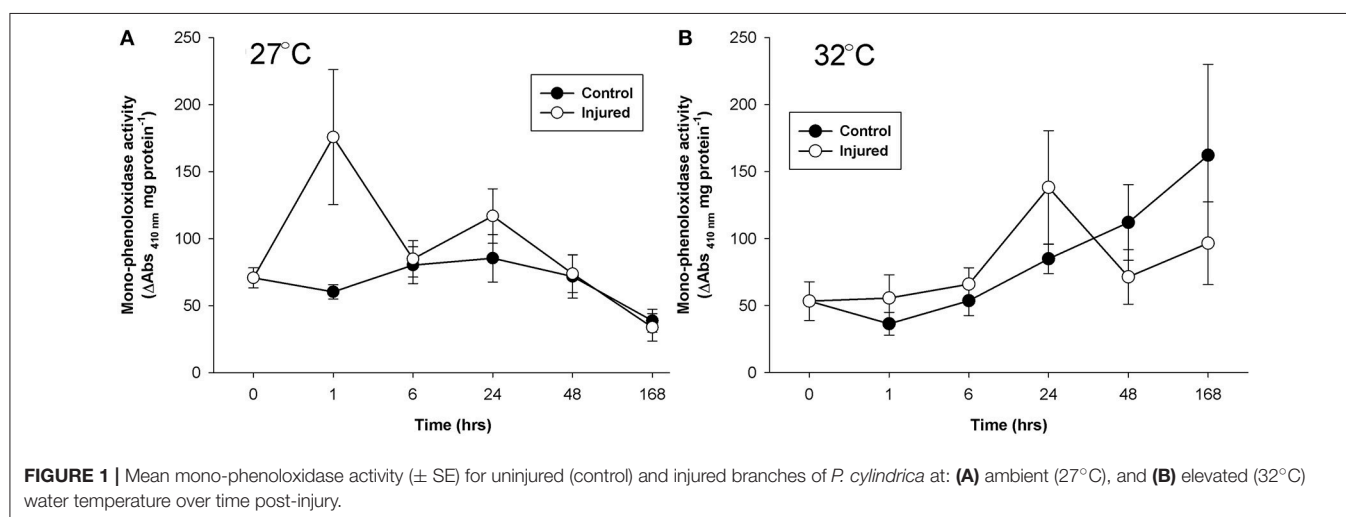 A
27°C
Control
Injured
Mono-phenoloxidase activity
(ΔAbs 410 nm mg protein-1)
250
200
150
100
50
0
0 1 6 24 48 168
Time (hrs)
B
32°C
Control
Injured
Mono-phenoloxidase activity
(ΔAbs 410 nm mg protein-1)
250
200
150
100
50
0
0 1 6 24 48 168
Time (hrs)
FIGURE 1 | Mean mono-phenoloxidase activity (± SE) for uninjured (control) and injured branches of P. cylindrica at: (A) ambient (27°C), and (B) elevated (32°C)
water temperature over time post-injury.